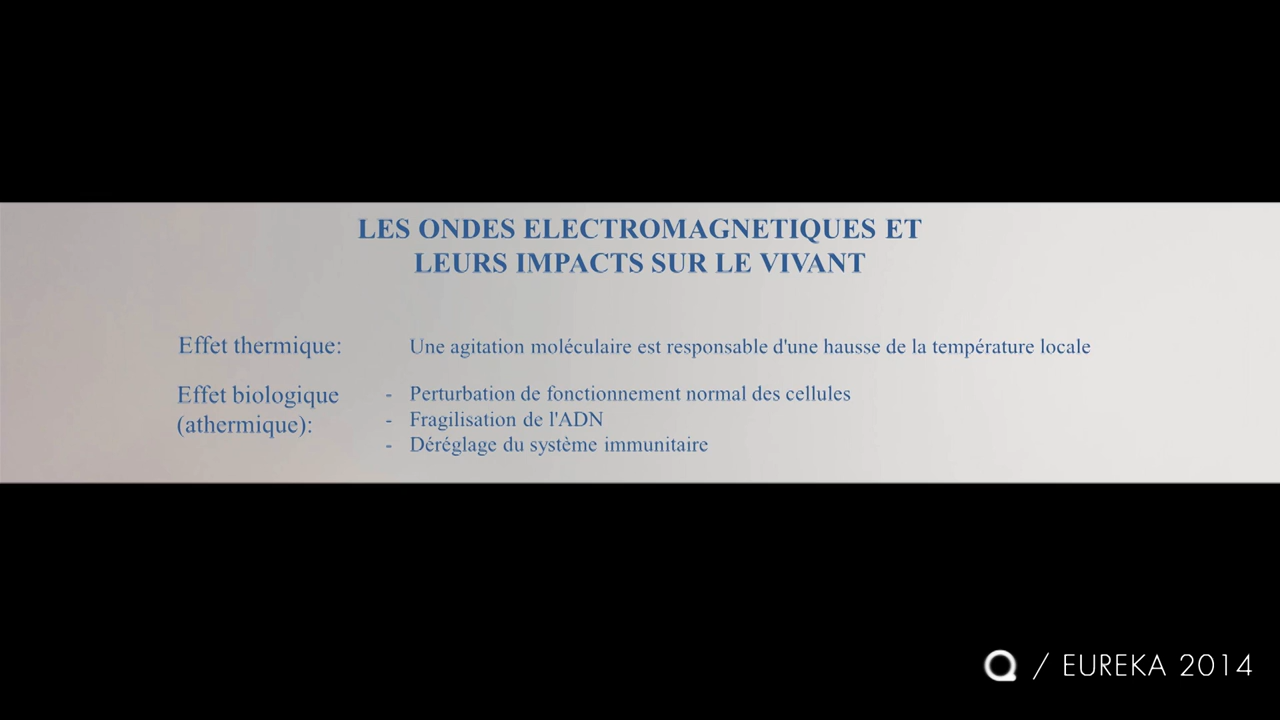 LES ONDES ELECTROMAGNETIQUES ET
LEURS IMPACTS SUR LE VIVANT
Effet thermique: Une agitation moléculaire est responsable d'une hausse de la température locale
Effet biologique
(athermique):
- Perturbation de fonctionnement normal des cellules
- Fragilisation de l'ADN
- Déréglage du système immunitaire
/ EUREKA 2014